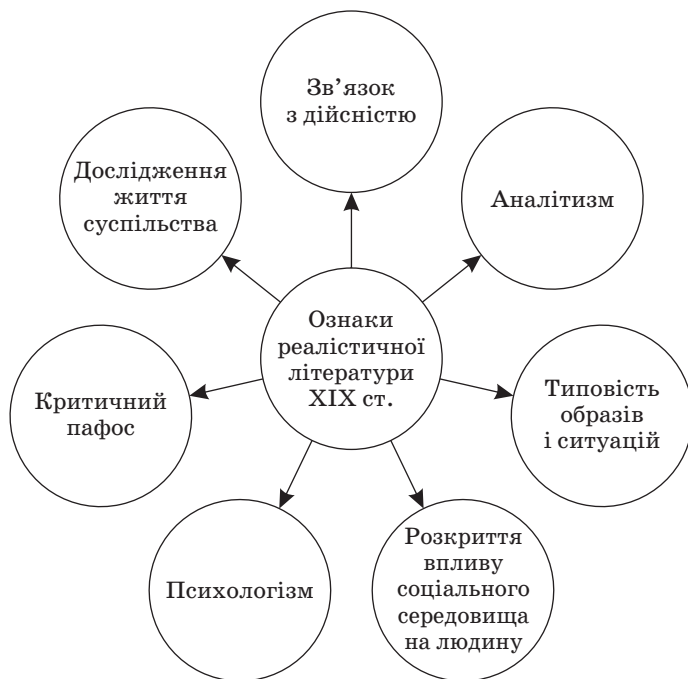 Зв’язок
з дійсністю
Дослідження
життя
суспільства
Аналітизм
Ознаки
реалістичної
літератури
XIX ст.
Критичний
пафос
Типовість
образів
і ситуацій
Психологізм
Розкриття
впливу
соціального
середовища
на людину